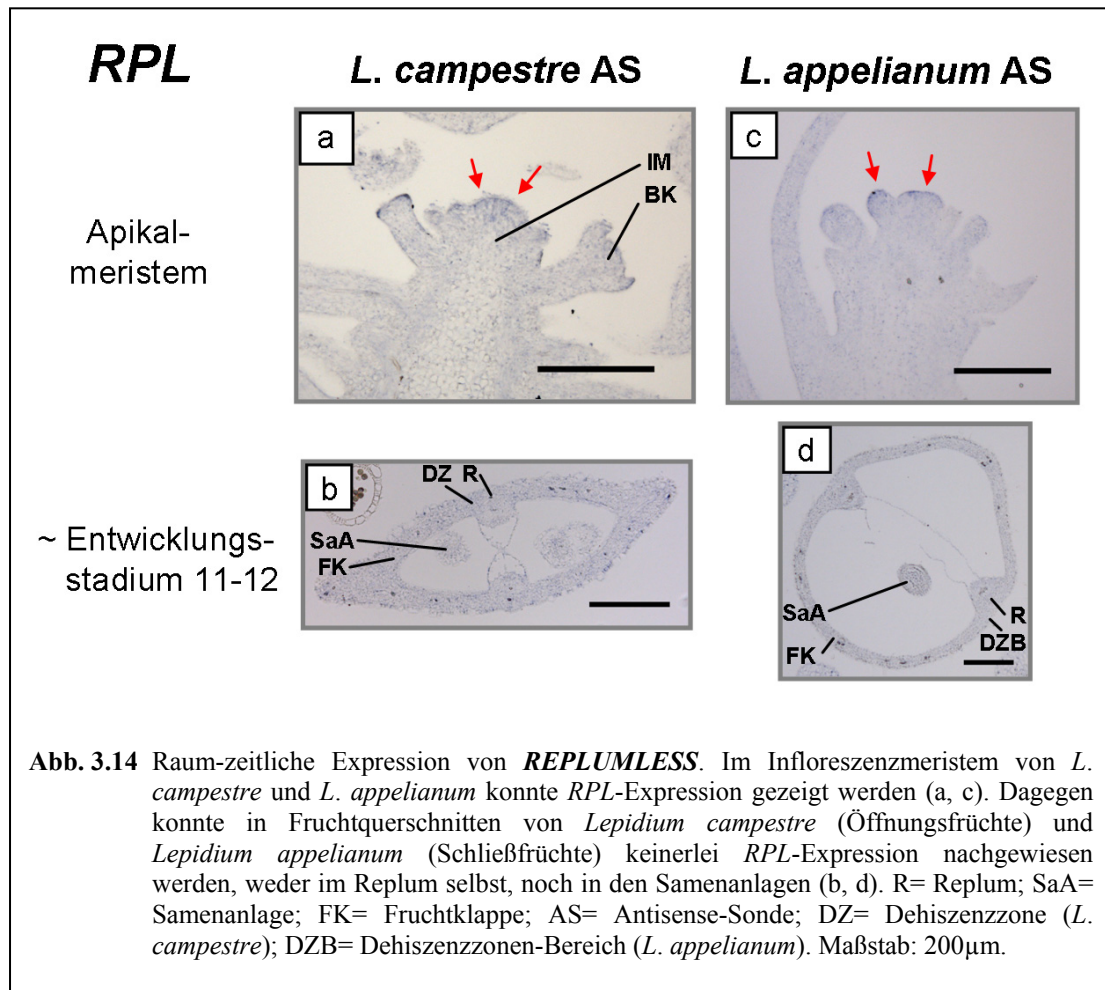 RPL
L. campestre AS
L. appelianum AS
Apikal-
meristem
a
IM
BK
c
~ Entwicklungs-
stadium 11-12
b
DZ R
SaA
FK
d
SaA
R
DZB
FK
Abb. 3.14 Raum-zeitliche Expression von REPLUMLESS. Im Infloreszenzmeristem von L.
campestre und L. appelianum konnte RPL-Expression gezeigt werden (a, c). Dagegen
konnte in Fruchtquerschnitten von Lepidium campestre (Öffnungsfrüchte) und
Lepidium appelianum (Schließfrüchte) keinerlei RPL-Expression nachgewiesen
werden, weder im Replum selbst, noch in den Samenanlagen (b, d). R= Replum; SaA=
Samenanlage; FK= Fruchtklappe; AS= Antisense-Sonde; DZ= Dehiszenzzone (L.
campestre); DZB= Dehiszenzzonen-Bereich (L. appelianum). Maßstab: 200µm.